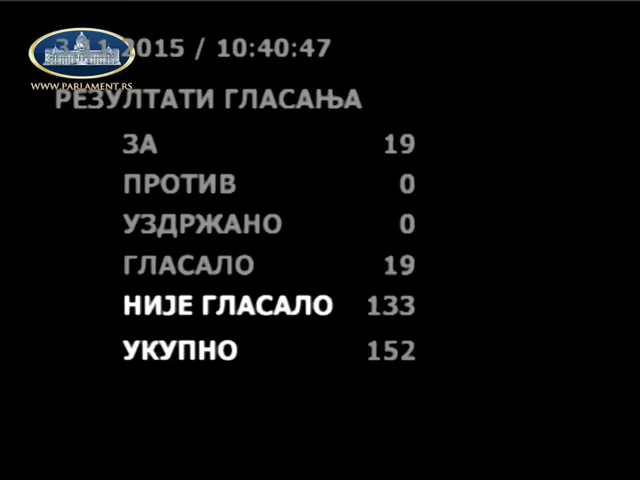 2015 / 10:40:47
WWW.PARLAMENT.RS
РЕЗУЛТАТИ ГЛАСАЊА
ЗА 19
ПРОТИВ 0
УЗДРЖАНО 0
ГЛАСАЛО 19
НИЈЕ ГЛАСАЛО 133
УКУПНО 152